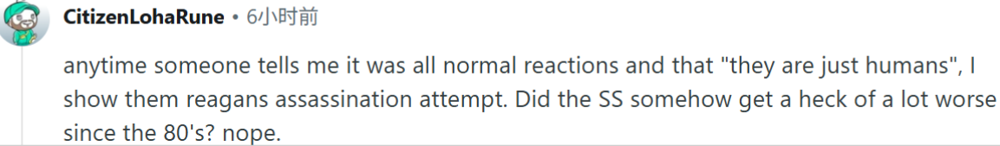 CitizenLohaRune • 6小时前
anytime someone tells me it was all normal reactions and that "they are just humans", I
show them reagans assassination attempt. Did the SS somehow get a heck of a lot worse
since the 80's? nope.